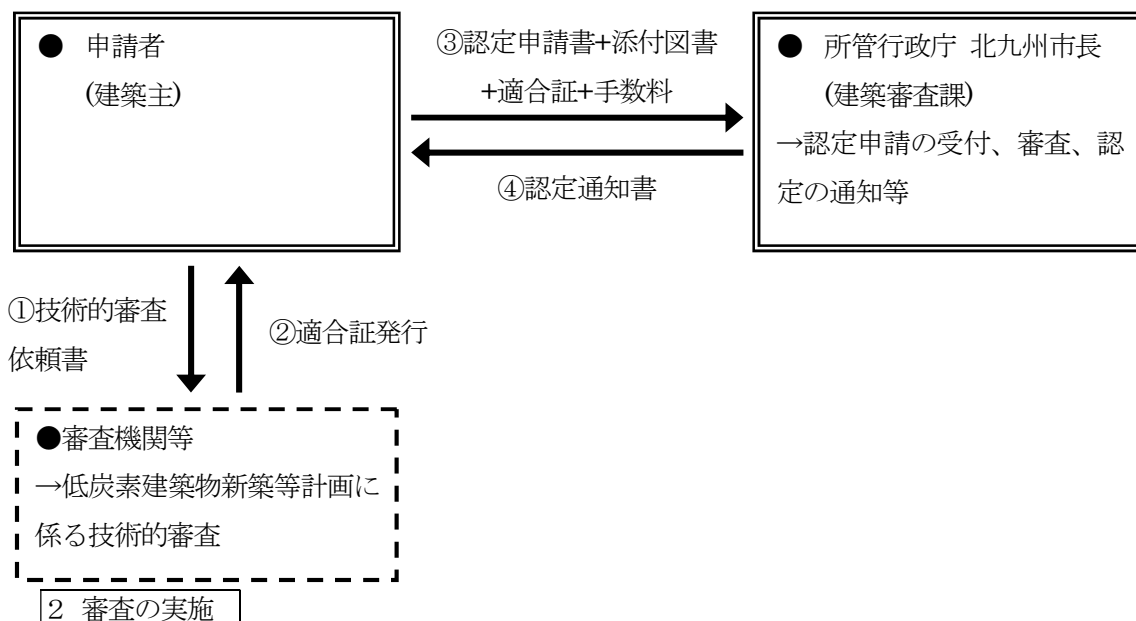 ● 申請者
(建築主)
③認定申請書+添付図書
+適合証+手数料
④認定通知書
● 所管行政庁 北九州市長
(建築審査課)
→認定申請の受付、審査、認
定の通知等
①技術的審査
依頼書
②適合証発行
●審査機関等
→低炭素建築物新築等計画に
係る技術的審査
2 審査の実施